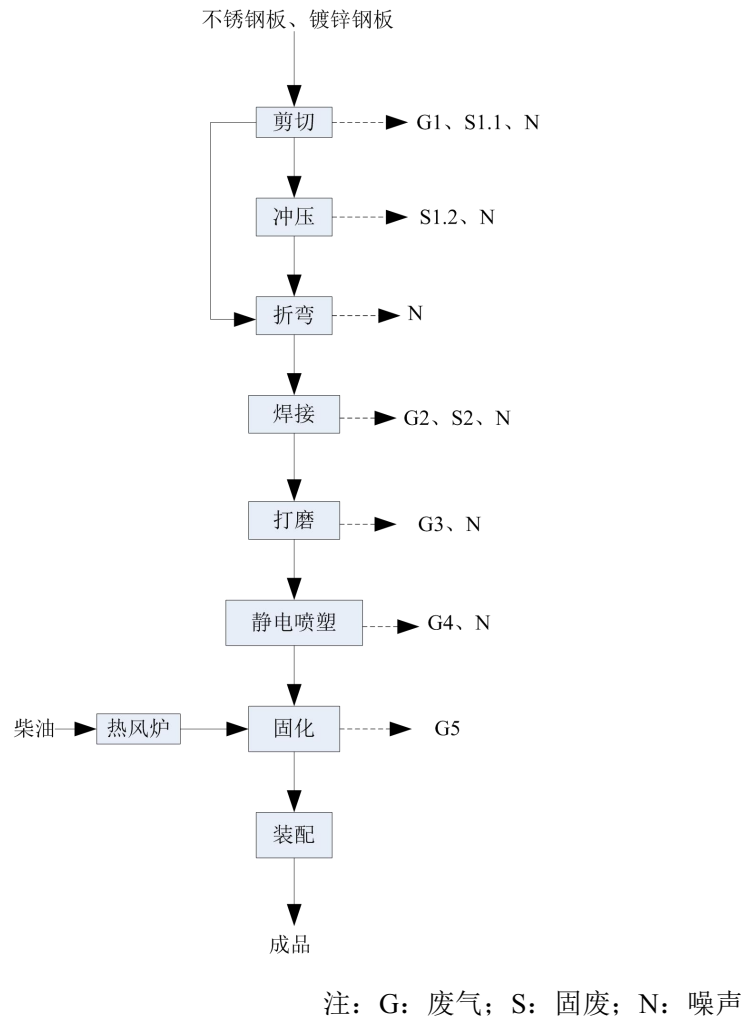 不锈钢板、镀锌钢板
剪切
G1、S1.1、N
冲压
S1.2、N
折弯
N
焊接
G2、S2、N
打磨
G3、N
静电喷塑
G4、N
柴油
热风炉
固化
G5
装配
成品
注：G：废气；S：固废；N：噪声